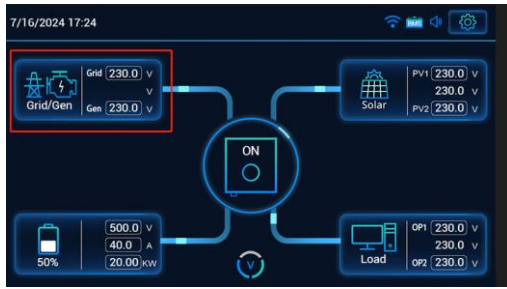 7/16/2024 17:24
BMS
Grid 230.0 V
V
Gen 230.0 V
Grid/Gen
PV1 230.0 V
230.0 V
PV2 230.0 V
Solar
ON
500.0 V
40.0 A
20.00 KW
50%
V
OP1 230.0 V
230.0 V
OP2 230.0 V
Load